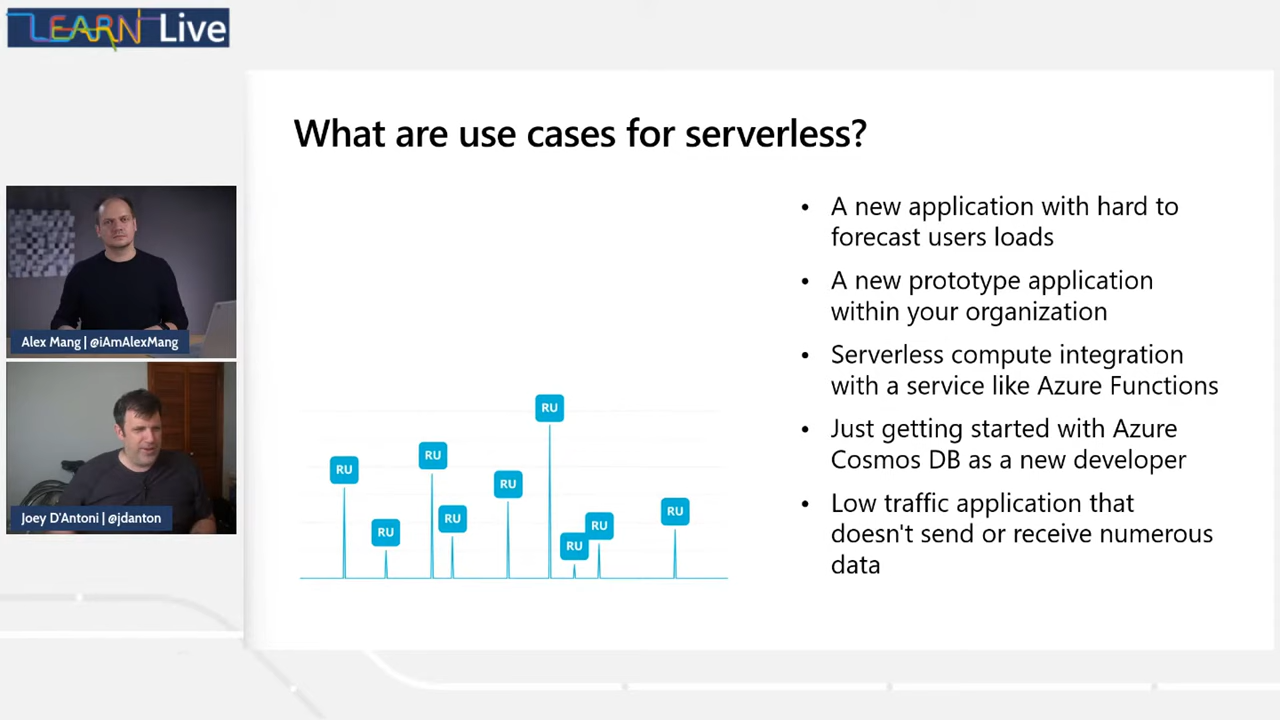 LEARN Live
What are use cases for serverless?
Alex Mang | @iAmAlexMang
Joey D'Antoni | @jdanton
RU
RU
RU
RU
RU
RU
RU
RU
RU
• A new application with hard to
forecast users loads
• A new prototype application
within your organization
• Serverless compute integration
with a service like Azure Functions
• Just getting started with Azure
Cosmos DB as a new developer
• Low traffic application that
doesn't send or receive numerous
data